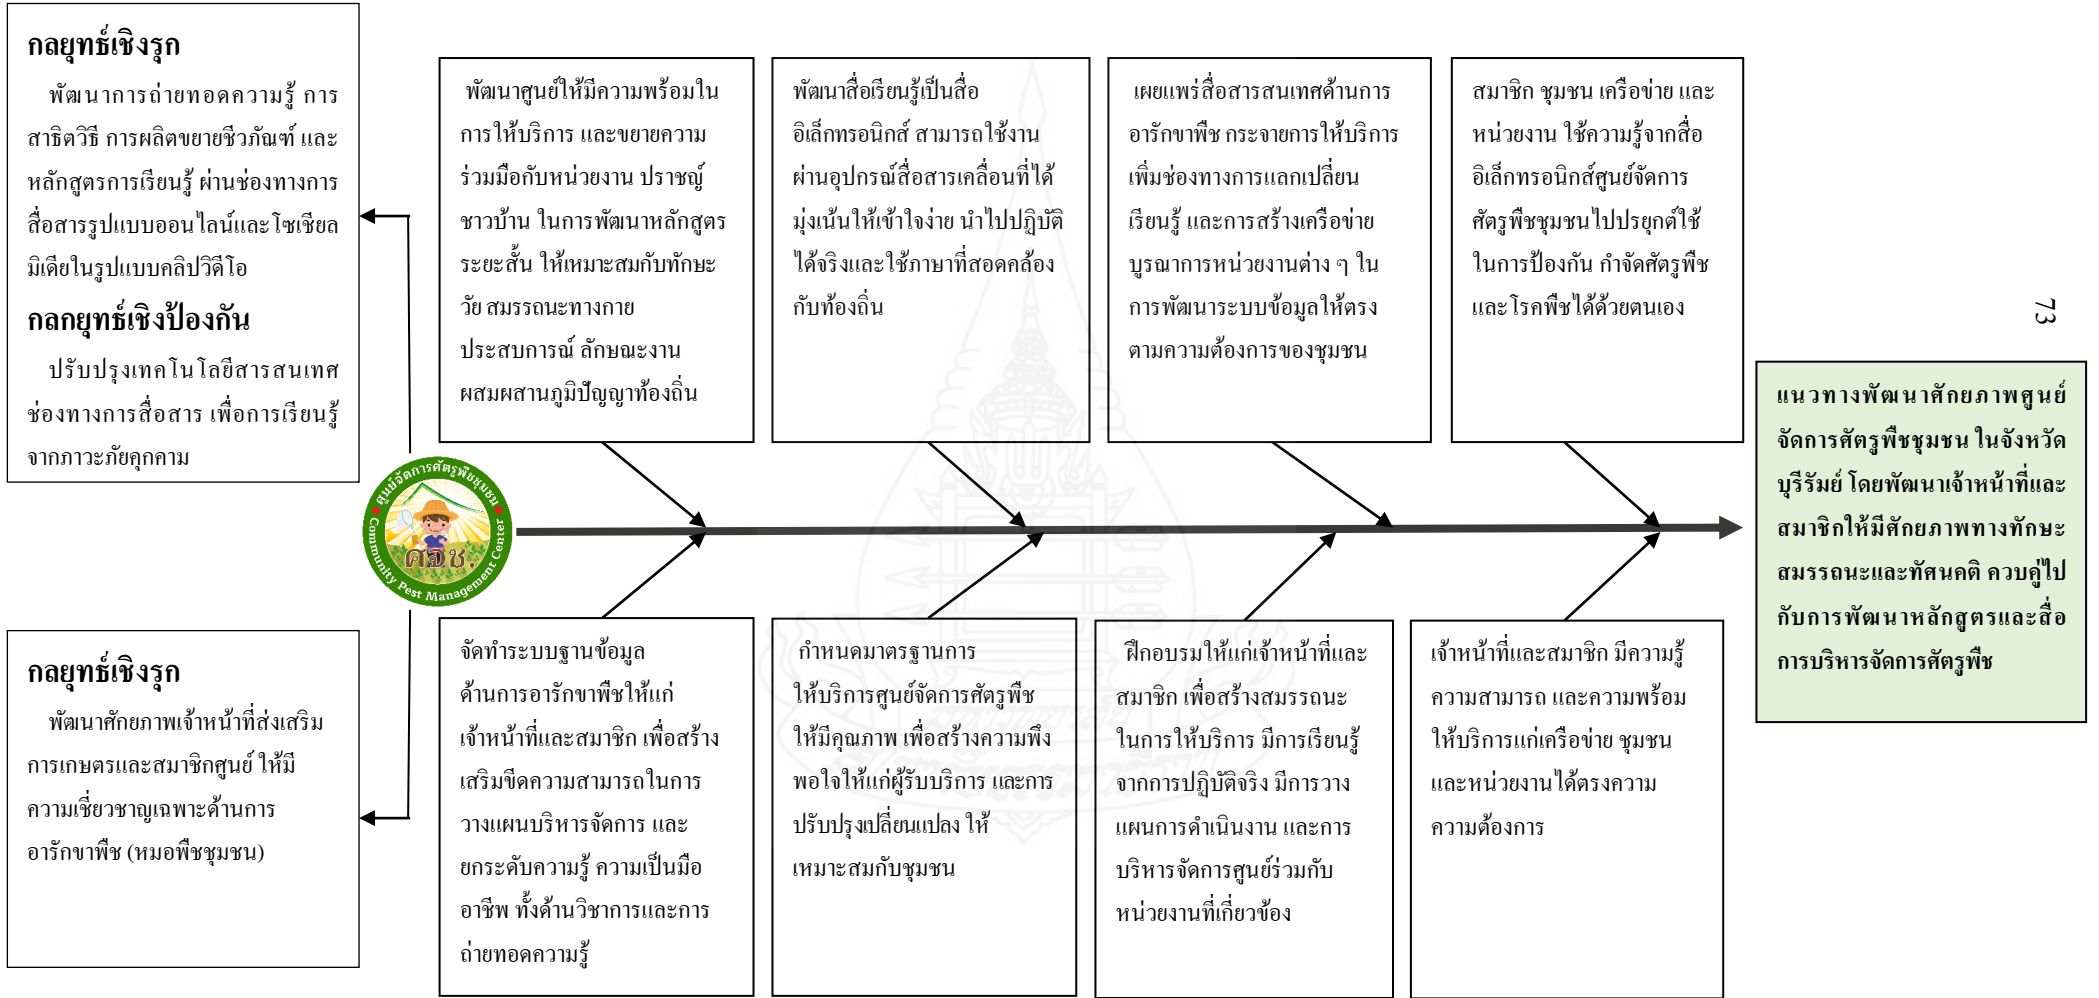 กลยุทธ์เชิงรุก
พัฒนาการถ่ายทอดความรู้ การ
สาธิตวิธี การผลิตขยายชีวภัณฑ์ และ
หลักสูตรการเรียนรู้ ผ่านช่องทางการ
สื่อสารรูปแบบออนไลน์และโซเชียล
มิเดียในรูปแบบคลิปวิดีโอ
กลกยุทธ์เชิงป้องกัน
ปรับปรุงเทคโนโลยีสารสนเทศ
ช่องทางการสื่อสาร เพื่อการเรียนรู้
จากภาวะภัยคุกคาม
พัฒนาศูนย์ให้มีความพร้อมใน
การให้บริการ และขยายความ
ร่วมมือกับหน่วยงาน ปราชญ์
ชาวบ้าน ในการพัฒนาหลักสูตร
ระยะสั้น ให้เหมาะสมกับทักษะ
วัย สมรรถนะทางกาย
ประสบการณ์ ลักษณะงาน
ผสมผสานภูมิปัญญาท้องถิ่น
พัฒนาสื่อเรียนรู้เป็นสื่อ
อิเล็กทรอนิกส์ สามารถใช้งาน
ผ่านอุปกรณ์สื่อสารเคลื่อนที่ได้
มุ่งเน้นให้เข้าใจง่าย นำไปปฏิบัติ
ได้จริงและใช้ภาษาที่สอดคล้อง
กับท้องถิ่น
เผยแพร่สื่อสารสนเทศด้านการ
อารักขาพืช กระจายการให้บริการ
เพิ่มช่องทางการแลกเปลี่ยน
เรียนรู้ และการสร้างเครือข่าย
บูรณาการหน่วยงานต่าง ๆ ใน
การพัฒนาระบบข้อมูลให้ตรง
ตามความต้องการของชุมชน
สมาชิก ชุมชน เครือข่าย และ
หน่วยงาน ใช้ความรู้จากสื่อ
อิเล็กทรอนิกส์ศูนย์จัดการ
ศัตรูพืชชุมชนไปปรยุกต์ใช้
ในการป้องกัน กำจัดศัตรูพืช
และโรคพืชได้ด้วยตนเอง
73
แนวทางพัฒนาศักยภาพศูนย์
จัดการศัตรูพืชชุมชน ในจังหวัด
บุรีรัมย์ โดยพัฒนาเจ้าหน้าที่และ
สมาชิกให้มีศักยภาพทางทักษะ
สมรรถนะและทัศนคติ ควบคู่ไป
กับการพัฒนาหลักสูตรและสื่อ
การบริหารจัดการศัตรูพืช
ศูนย์จัดการศัตรูพืชชุมชน
ศจช.
Community Pest Management Center
กลยุทธ์เชิงรุก
พัฒนาศักยภาพเจ้าหน้าที่ส่งเสริม
การเกษตรและสมาชิกศูนย์ ให้มี
ความเชี่ยวชาญเฉพาะด้านการ
อารักขาพืช (หมอพืชชุมชน)
จัดทำระบบฐานข้อมูล
ด้านการอารักขาพืชให้แก่
เจ้าหน้าที่และสมาชิก เพื่อสร้าง
เสริมขีดความสามารถในการ
วางแผนบริหารจัดการ และ
ยกระดับความรู้ ความเป็นมือ
อาชีพ ทั้งด้านวิชาการและการ
ถ่ายทอดความรู้
กำหนดมาตรฐานการ
ให้บริการศูนย์จัดการศัตรูพืช
ให้มีคุณภาพ เพื่อสร้างความพึง
พอใจให้แก่ผู้รับบริการ และการ
ปรับปรุงเปลี่ยนแปลง ให้
เหมาะสมกับชุมชน
ฝึกอบรมให้แก่เจ้าหน้าที่และ
สมาชิก เพื่อสร้างสมรรถนะ
ในการให้บริการ มีการเรียนรู้
จากการปฏิบัติจริง มีการวาง
แผนการดำเนินงาน และการ
บริหารจัดการศูนย์ร่วมกับ
หน่วยงานที่เกี่ยวข้อง
เจ้าหน้าที่และสมาชิก มีความรู้
ความสามารถ และความพร้อม
ให้บริการแก่เครือข่าย ชุมชน
และหน่วยงานได้ตรงความ
ความต้องการ